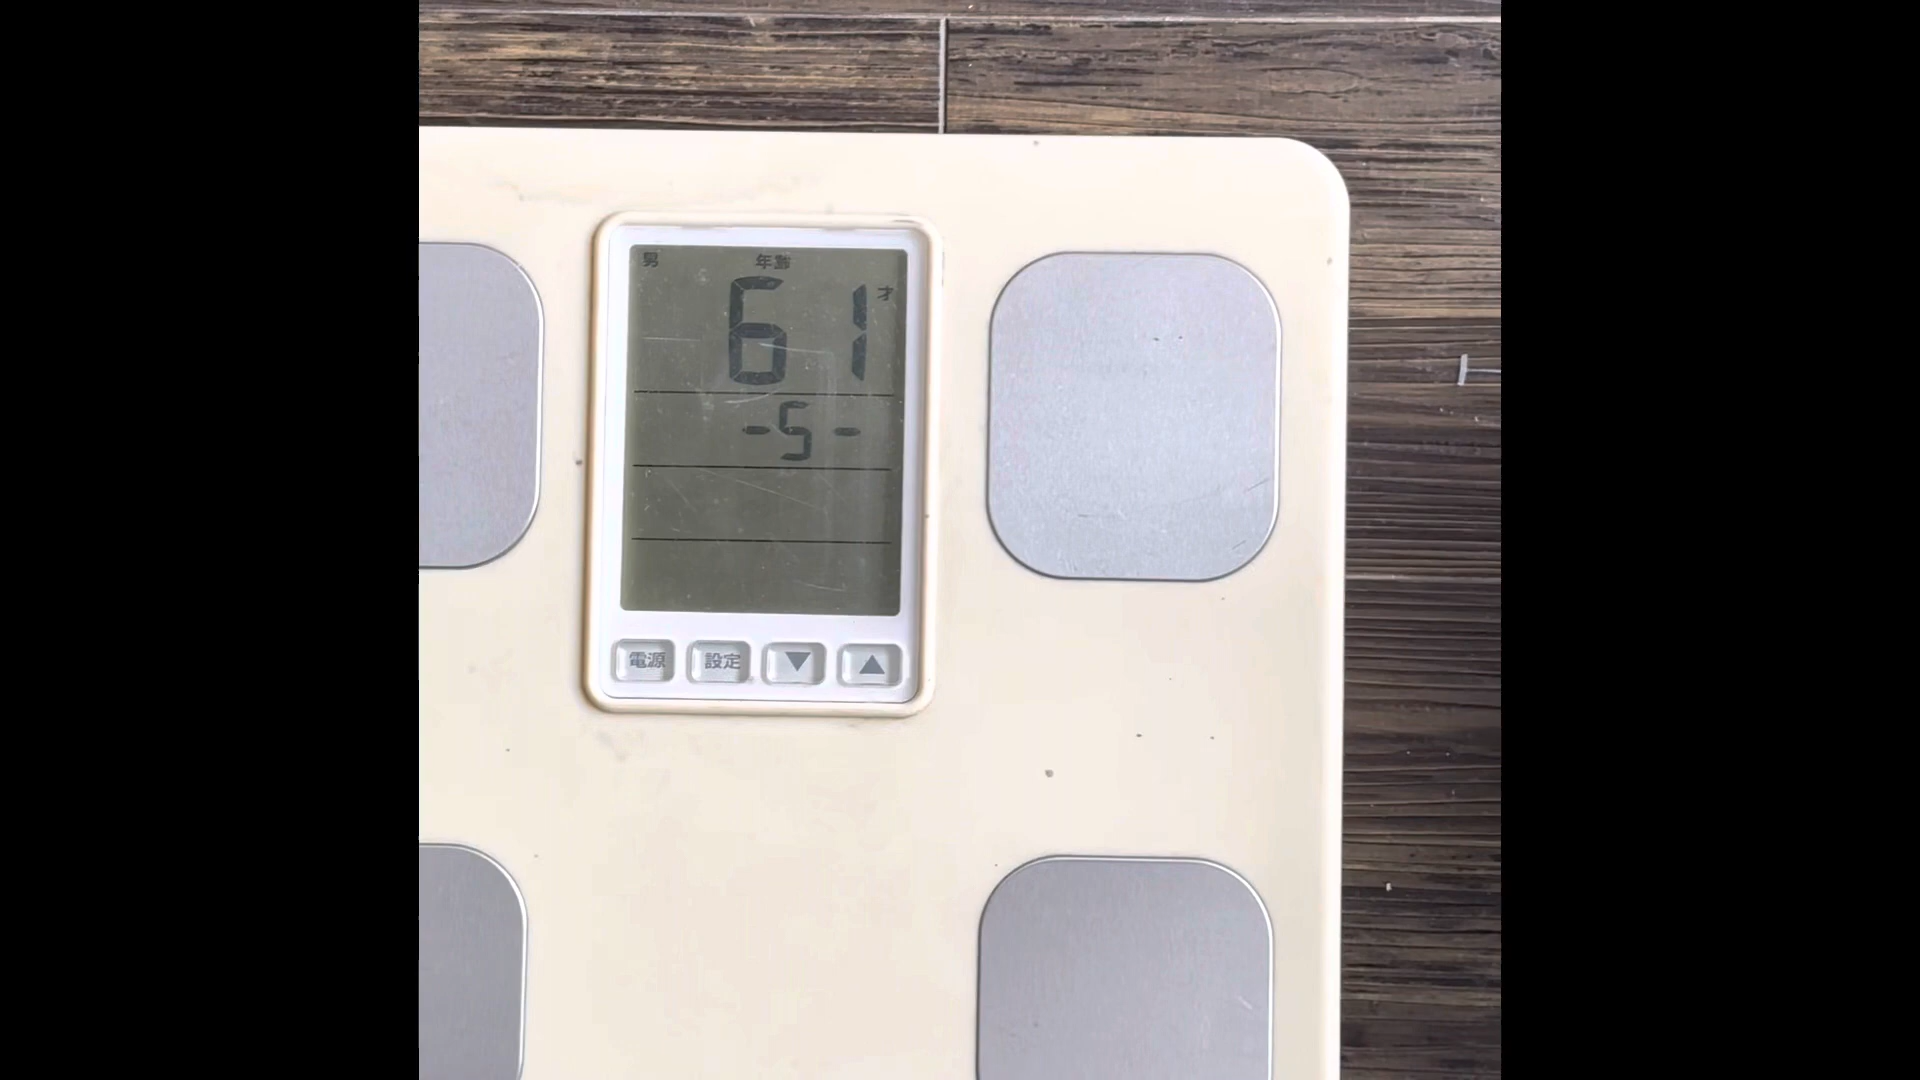 男 年齢
61 才
-5-
電源 設定 ▼ ▲